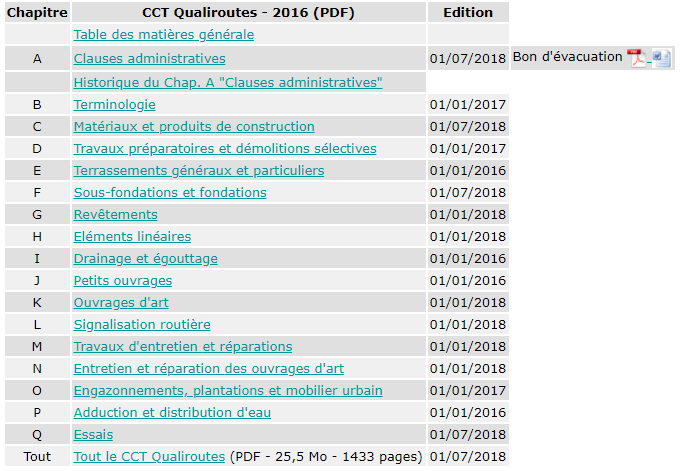 Chapitre CCT Qualiroutes - 2016 (PDF) Edition
Table des matières générale
A Clauses administratives 01/07/2018 Bon d'évacuation
Historique du Chap. A "Clauses administratives"
B Terminologie 01/01/2017
C Matériaux et produits de construction 01/07/2018
D Travaux préparatoires et démolitions sélectives 01/01/2017
E Terrassements généraux et particuliers 01/01/2016
F Sous-fondations et fondations 01/07/2018
G Revêtements 01/01/2018
H Eléments linéaires 01/01/2018
I Drainage et égouttage 01/01/2016
J Petits ouvrages 01/01/2016
K Ouvrages d'art 01/01/2018
L Signalisation routière 01/01/2018
M Travaux d'entretien et réparations 01/01/2018
N Entretien et réparation des ouvrages d'art 01/01/2018
O Engazonnements, plantations et mobilier urbain 01/01/2017
P Adduction et distribution d'eau 01/01/2016
Q Essais 01/07/2018
Tout Tout le CCT Qualiroutes (PDF - 25,5 Mo - 1433 pages) 01/07/2018